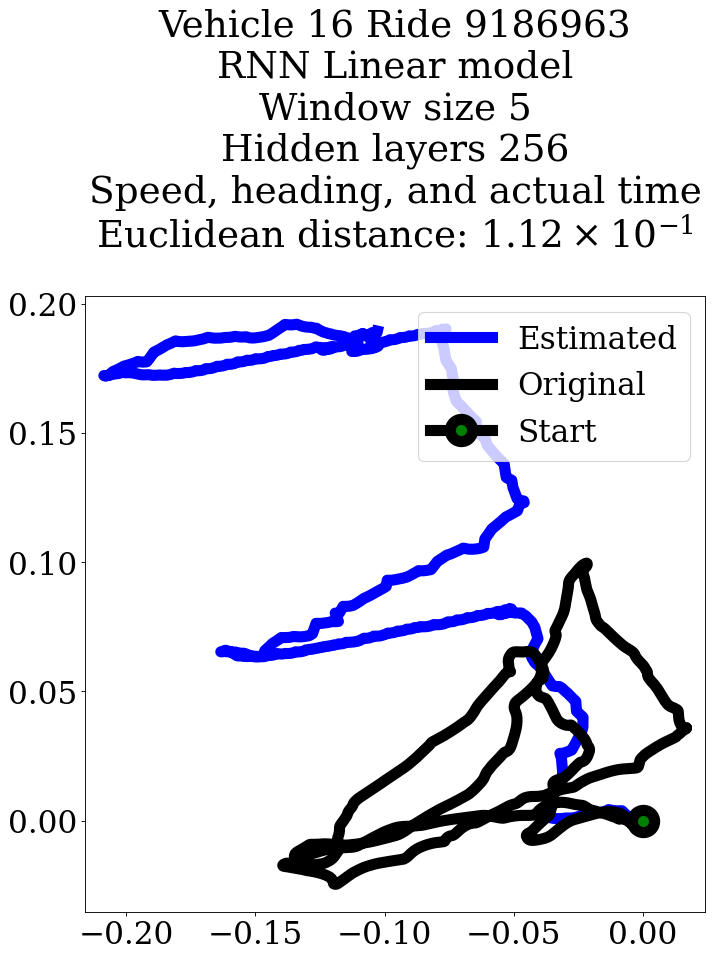 Vehicle 16 Ride 9186963
RNN Linear model
Window size 5
Hidden layers 256
Speed, heading, and actual time
Euclidean distance: 1.12 × 10⁻¹
Estimated
Original
Start
0.20
0.15
0.10
0.05
0.00
−0.20 −0.15 −0.10 −0.05 0.00